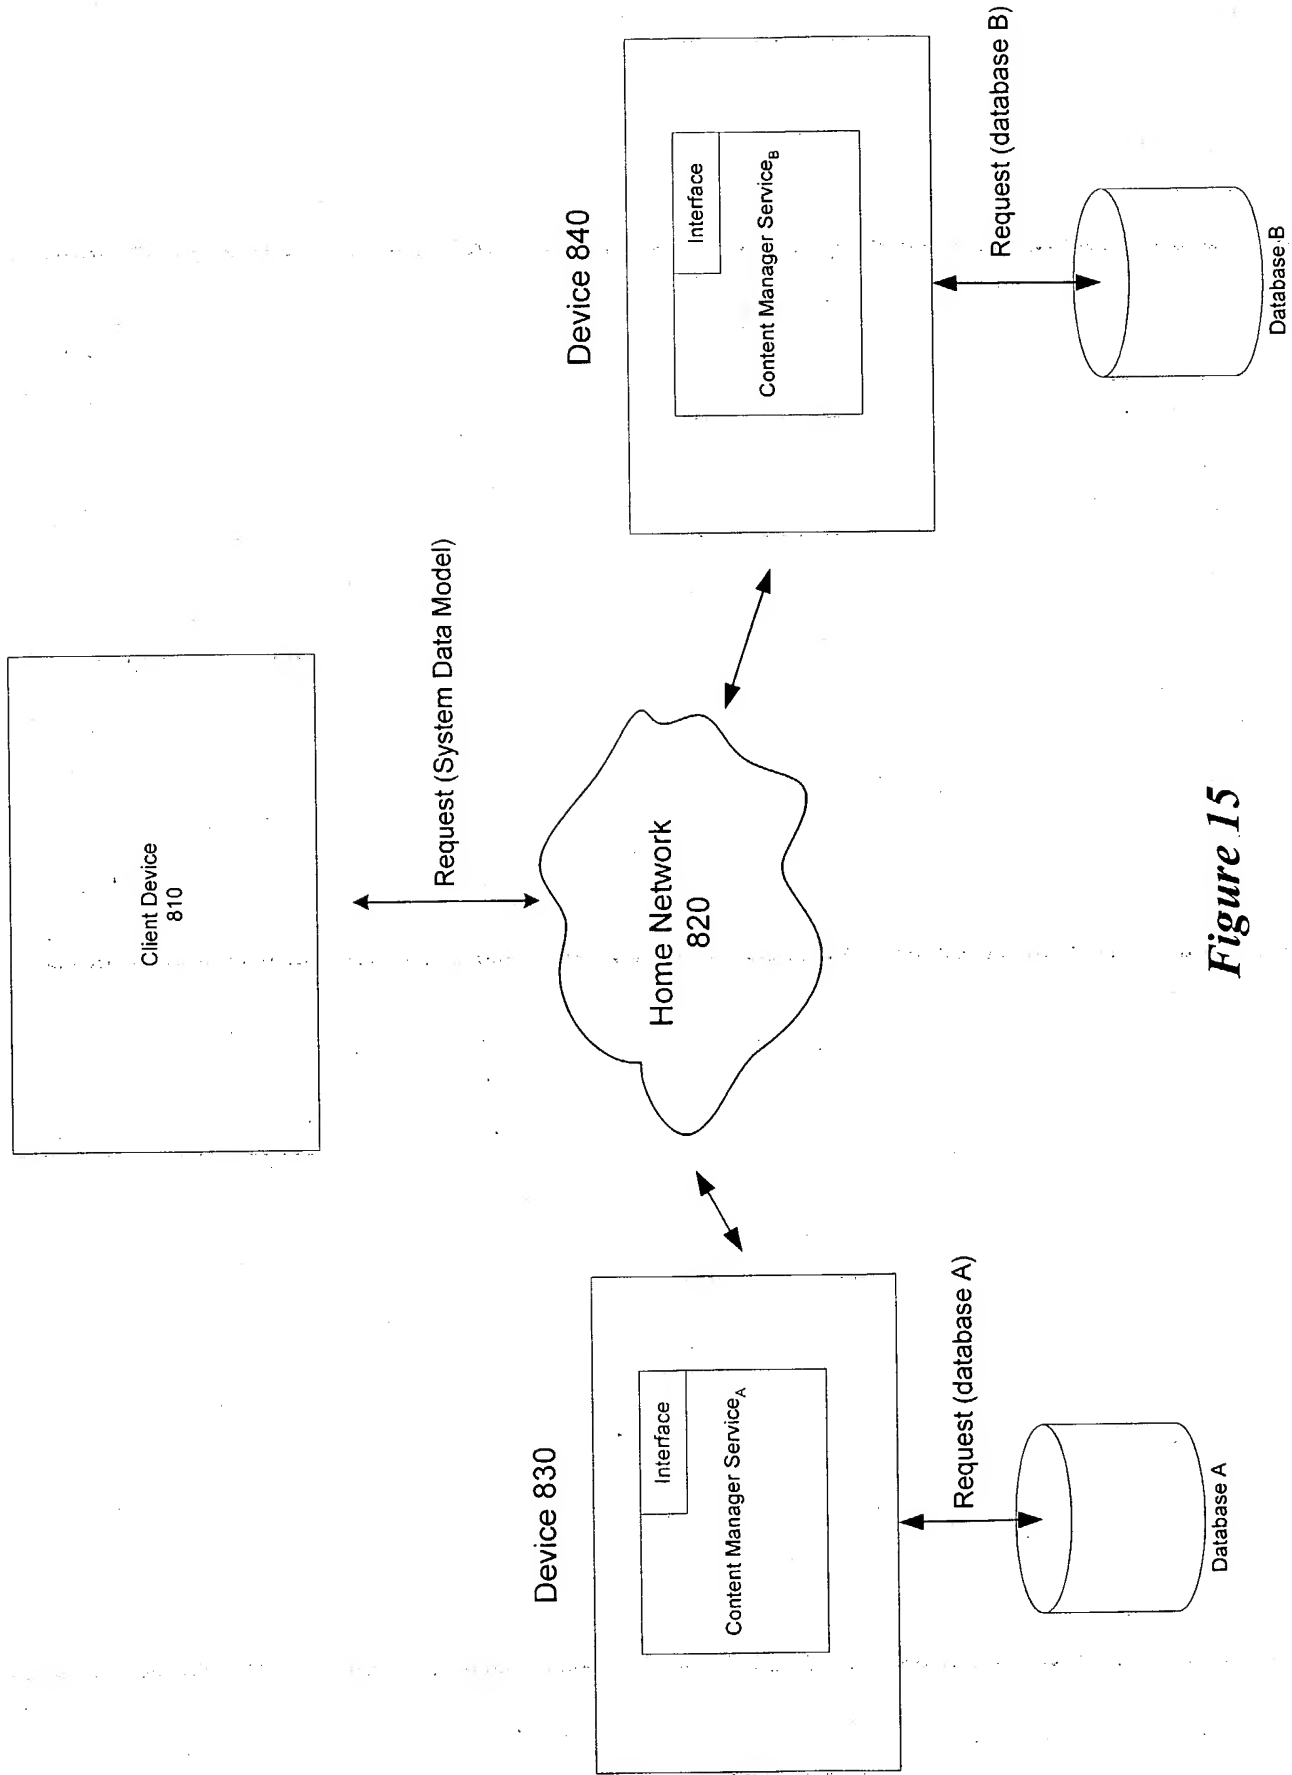 Client Device
810
Request (System Data Model)
Home Network
820
Device 830
Interface
Content Manager ServiceA
Request (database A)
Database A
Device 840
Interface
Content Manager ServiceB
Request (database B)
Database B
Figure 15